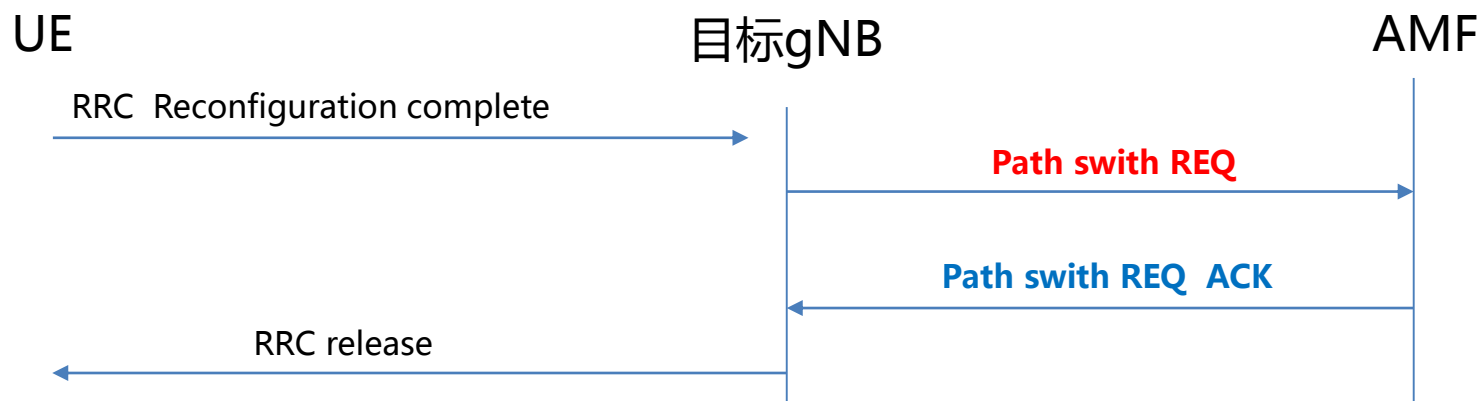 UE
目标gNB
AMF
RRC  Reconfiguration complete
Path swith REQ
Path swith REQ  ACK
RRC release